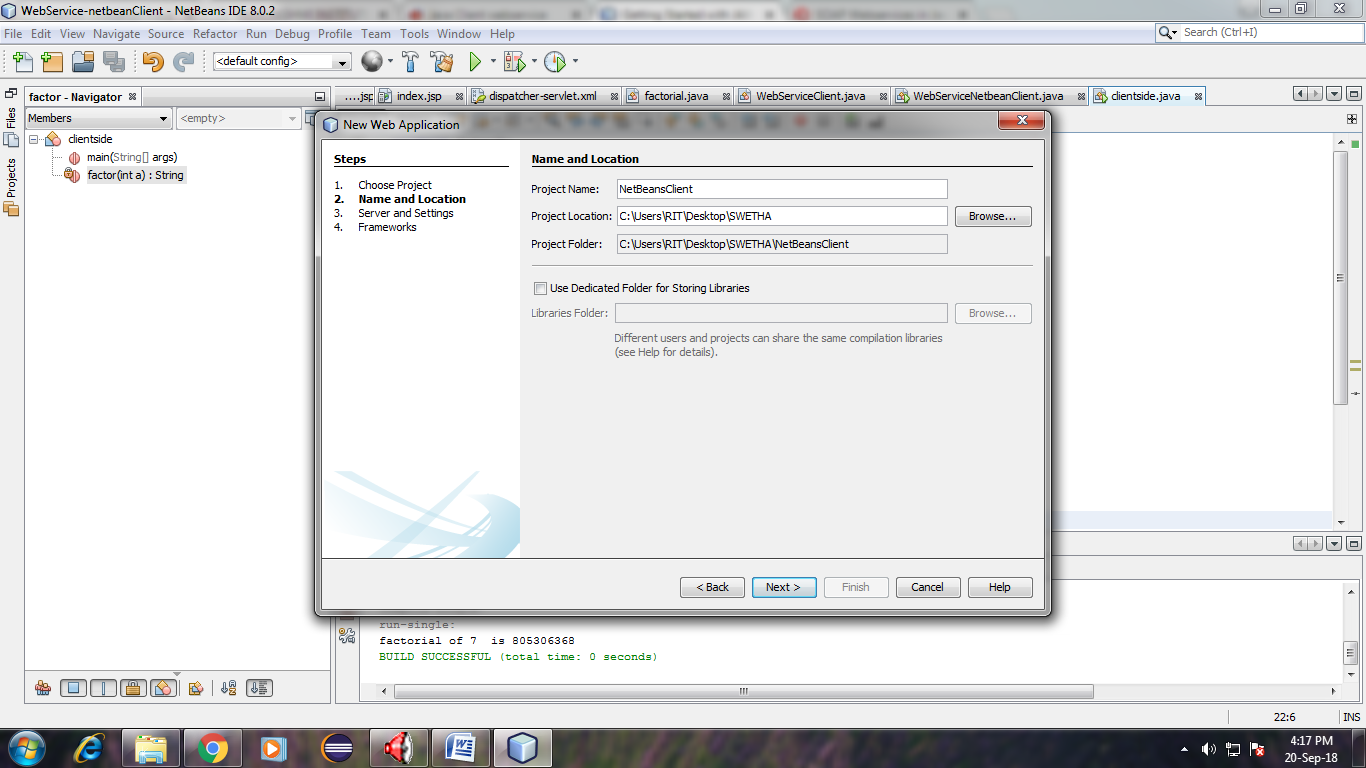 WebService-netbeanClient - NetBeans IDE 8.0.2
File Edit View Navigate Source Refactor Run Debug Profile Team Tools Window Help
Search (Ctrl+I)
<default config>
factor - Navigator
Members
<empty>
clientside
main(String[] args)
factor(int a) : String
Files
Projects
....jsp index.jsp dispatcher-servlet.xml factorial.java WebServiceClient.java WebServiceNetbeanClient.java clientside.java
New Web Application
Steps
1. Choose Project
2. Name and Location
3. Server and Settings
4. Frameworks
Name and Location
Project Name: NetBeansClient
Project Location: C:\Users\RIT\Desktop\SWETHA Browse...
Project Folder: C:\Users\RIT\Desktop\SWETHA\NetBeansClient
Use Dedicated Folder for Storing Libraries
Libraries Folder: Browse...
Different users and projects can share the same compilation libraries
(see Help for details).
< Back Next > Finish Cancel Help
run-single:
factorial of 7  is 805306368
BUILD SUCCESSFUL (total time: 0 seconds)
22:6 INS
4:17 PM
20-Sep-18